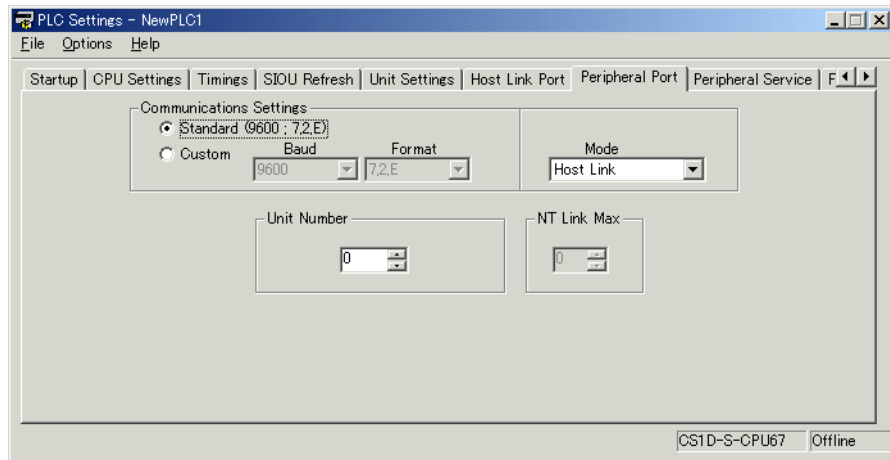 PLC Settings - NewPLC1
File Options Help
Startup CPU Settings Timings SIOU Refresh Unit Settings Host Link Port Peripheral Port Peripheral Service F
Communications Settings
Standard (9600 ; 7,2,E)
Custom
Baud Format Mode
9600 7,2,E Host Link
Unit Number NT Link Max
0 0
CS1D-S-CPU67 Offline